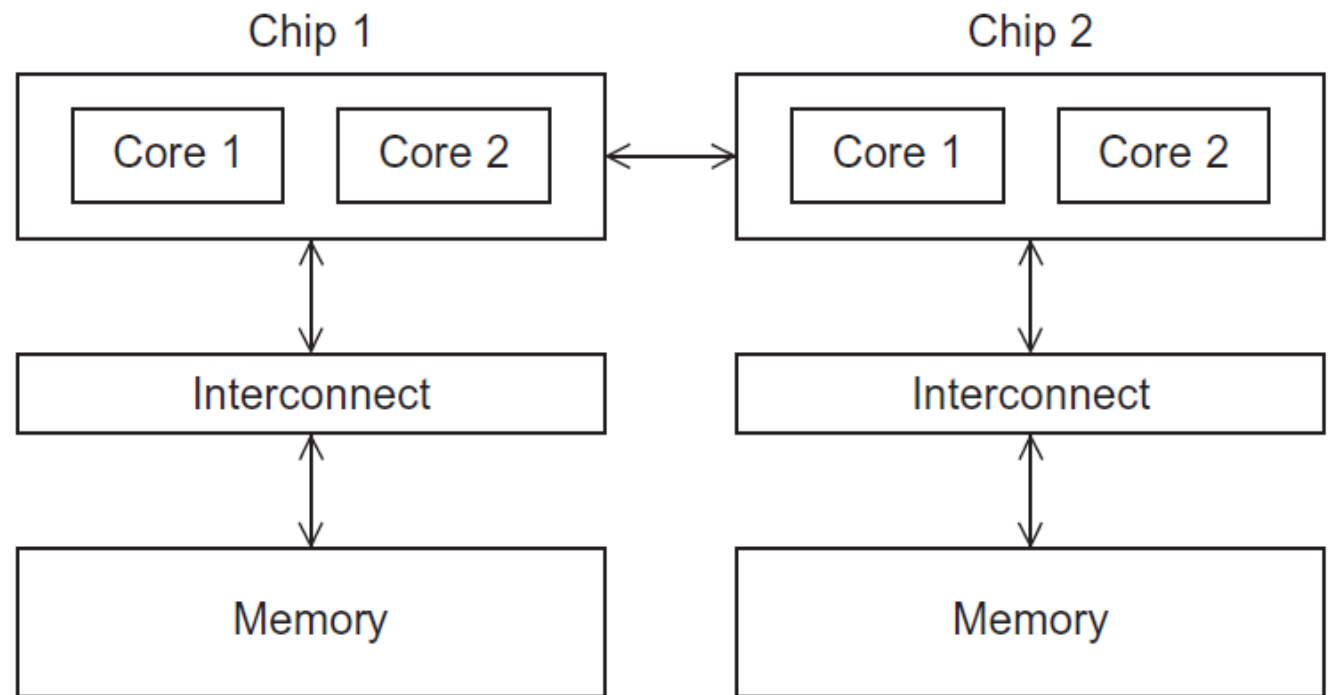 Chip 1
Chip 2
Core 1
Core 2
Core 1
Core 2
Interconnect
Interconnect
Memory
Memory